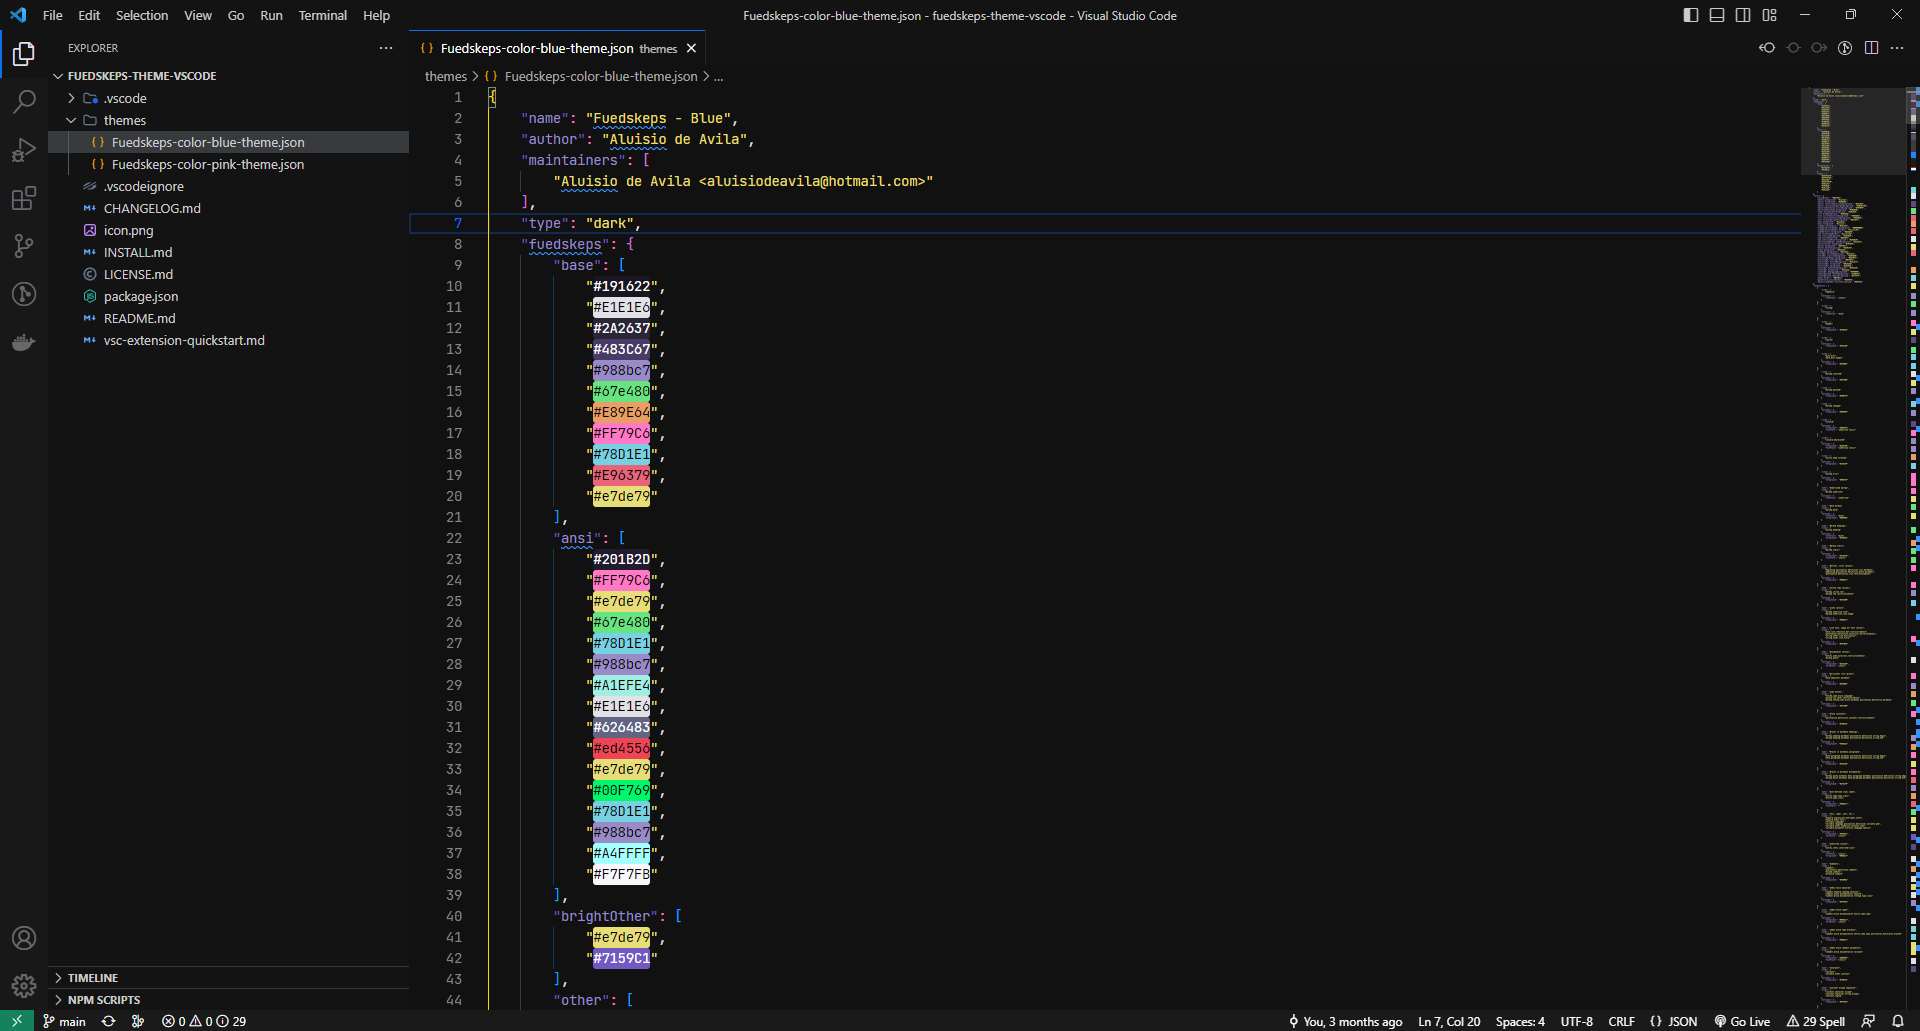 File Edit Selection View Go Run Terminal Help Fuedskeps-color-blue-theme.json - fuedskeps-theme-vscode - Visual Studio Code
EXPLORER
FUEDSKEPS-THEME-VSCODE
.vscode
themes
{ } Fuedskeps-color-blue-theme.json
{ } Fuedskeps-color-pink-theme.json
.vscodeignore
M↓ CHANGELOG.md
icon.png
M↓ INSTALL.md
LICENSE.md
package.json
M↓ README.md
M↓ vsc-extension-quickstart.md
TIMELINE
NPM SCRIPTS
{ } Fuedskeps-color-blue-theme.json themes
themes > { } Fuedskeps-color-blue-theme.json > ...
1 {
2 "name": "Fuedskeps - Blue",
3 "author": "Aluisio de Avila",
4 "maintainers": [
5 "Aluisio de Avila <aluisiodeavila@hotmail.com>"
6 ],
7 "type": "dark",
8 "fuedskeps": {
9 "base": [
10 "#191622",
11 "#E1E1E6",
12 "#2A2637",
13 "#483C67",
14 "#988bc7",
15 "#67e480",
16 "#E89E64",
17 "#FF79C6",
18 "#78D1E1",
19 "#E96379",
20 "#e7de79"
21 ],
22 "ansi": [
23 "#201B2D",
24 "#FF79C6",
25 "#e7de79",
26 "#67e480",
27 "#78D1E1",
28 "#988bc7",
29 "#A1EFE4",
30 "#E1E1E6",
31 "#626483",
32 "#ed4556",
33 "#e7de79",
34 "#00F769",
35 "#78D1E1",
36 "#988bc7",
37 "#A4FFFF",
38 "#F7F7FB"
39 ],
40 "brightOther": [
41 "#e7de79",
42 "#7159C1"
43 ],
44 "other": [
main 0 0 29 You, 3 months ago Ln 7, Col 20 Spaces: 4 UTF-8 CRLF { } JSON Go Live 29 Spell